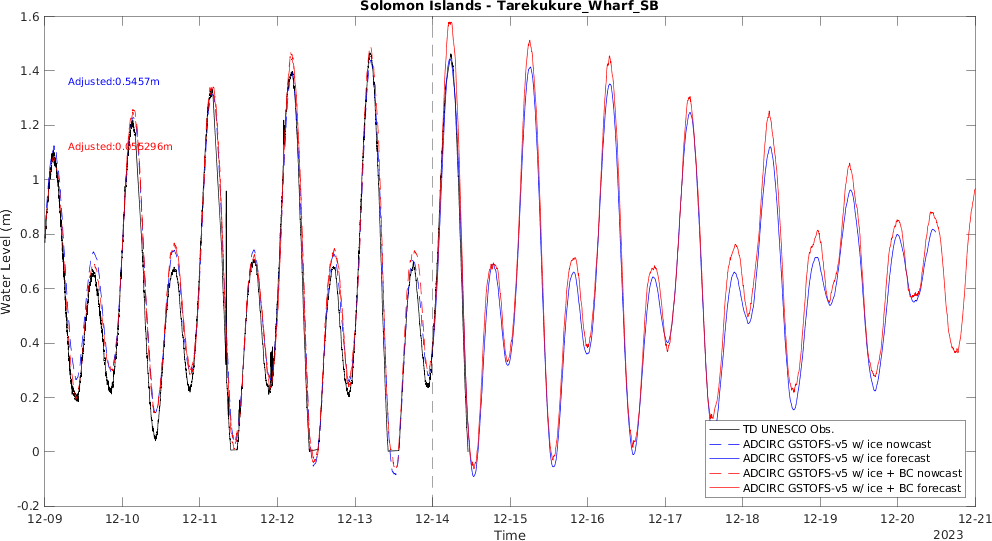 Solomon Islands - Tarekukure_Wharf_SB
1.6
1.4
1.2
1
0.8
0.6
0.4
0.2
0
-0.2
Water Level (m)
Adjusted:0.5457m
Adjusted:0.055296m
TD UNESCO Obs.
ADCIRC GSTOFS-v5 w/ ice nowcast
ADCIRC GSTOFS-v5 w/ ice forecast
ADCIRC GSTOFS-v5 w/ ice + BC nowcast
ADCIRC GSTOFS-v5 w/ ice + BC forecast
12-09 12-10 12-11 12-12 12-13 12-14 12-15 12-16 12-17 12-18 12-19 12-20 12-21
Time
2023